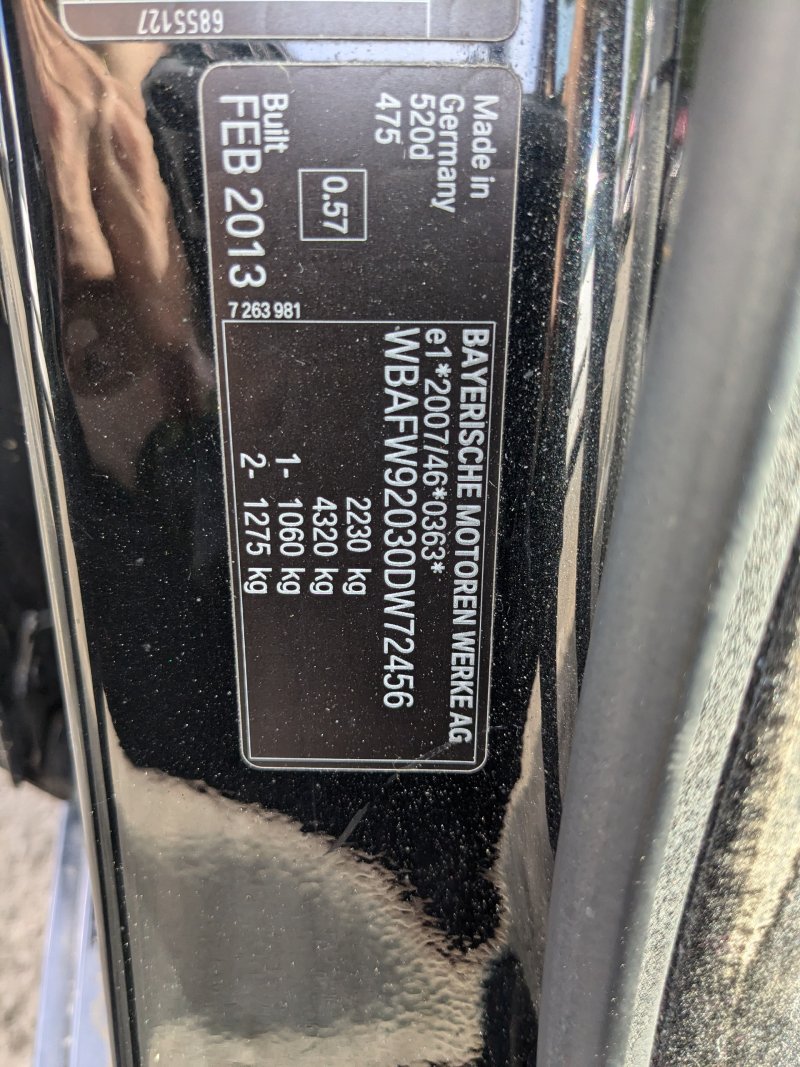 6855127
Made in
Germany
520d
475
0.57
Built
FEB 2013
7 263 981
BAYERISCHE MOTOREN WERKE AG
e1*2007/46*0363*
WBAFW92030DW72456
2230 kg
4320 kg
1- 1060 kg
2- 1275 kg